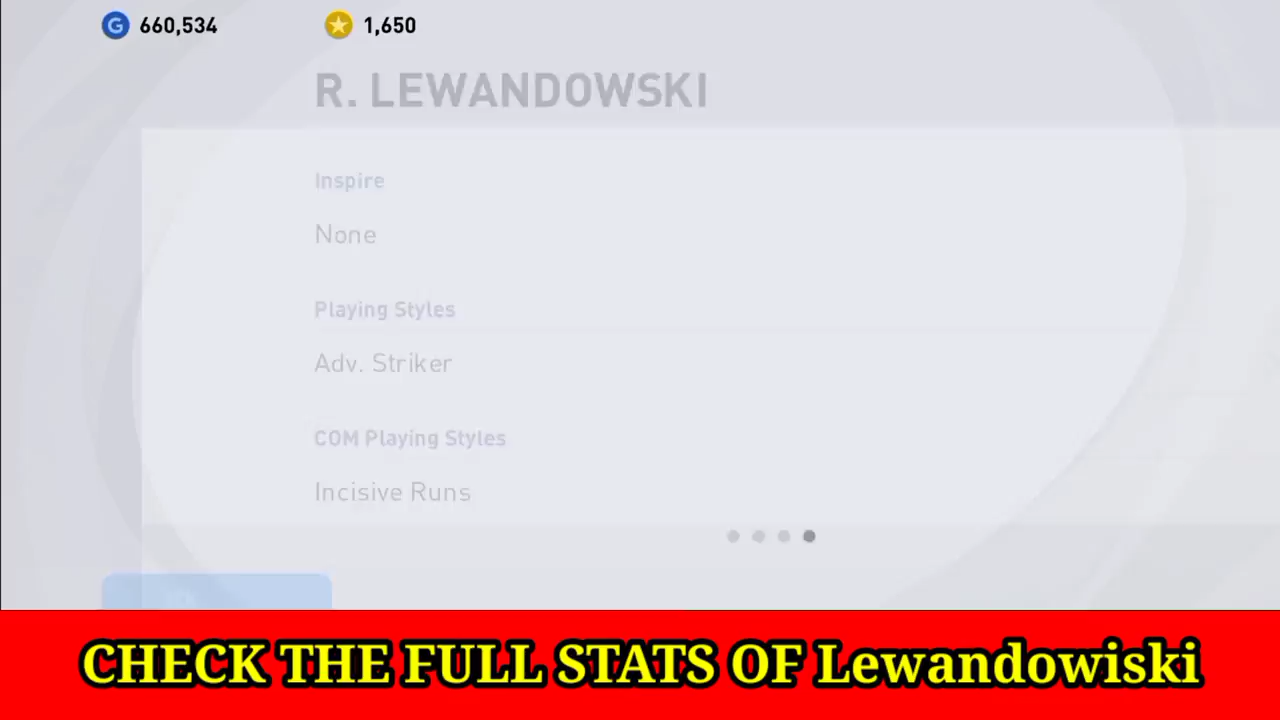 G 660,534 1,650
R. LEWANDOWSKI
Inspire
None
Playing Styles
Adv. Striker
COM Playing Styles
Incisive Runs
CHECK THE FULL STATS OF Lewandowiski